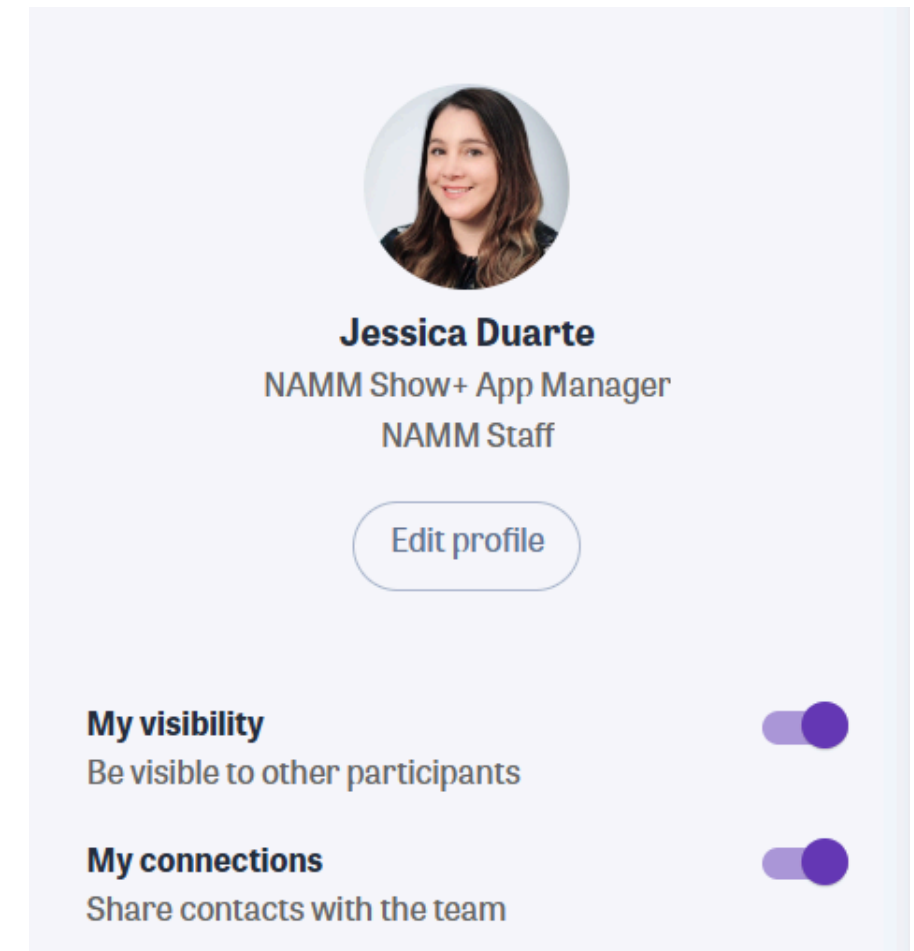 Jessica Duarte
NAMM Show+ App Manager
NAMM Staff
Edit profile
My visibility
Be visible to other participants
My connections
Share contacts with the team